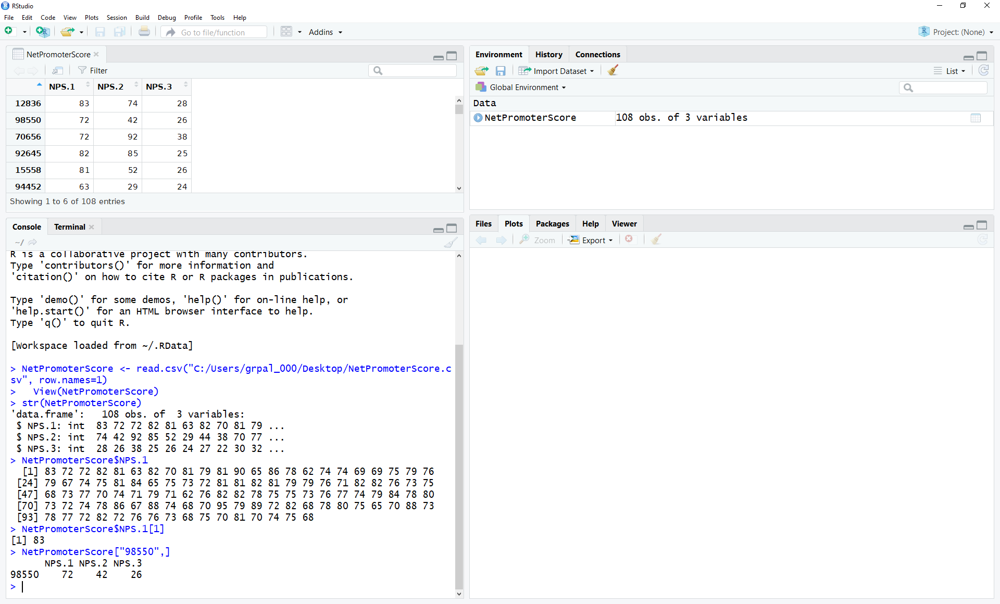 RStudio
File Edit Code View Plots Session Build Debug Profile Tools Help
Go to file/function Addins Project: (None)
NetPromoterScore
Filter
NPS.1 NPS.2 NPS.3
12836 83 74 28
98550 72 42 26
70656 72 92 38
92645 82 85 25
15558 81 52 26
94452 63 29 24
Showing 1 to 6 of 108 entries
Console Terminal
~/
R is a collaborative project with many contributors.
Type 'contributors()' for more information and
'citation()' on how to cite R or R packages in publications.
Type 'demo()' for some demos, 'help()' for on-line help, or
'help.start()' for an HTML browser interface to help.
Type 'q()' to quit R.
[Workspace loaded from ~/.RData]
> NetPromoterScore <- read.csv("C:/Users/grpal_000/Desktop/NetPromoterScore.c
sv", row.names=1)
>   View(NetPromoterScore)
> str(NetPromoterScore)
'data.frame':   108 obs. of  3 variables:
 $ NPS.1: int  83 72 72 82 81 63 82 70 81 79 ...
 $ NPS.2: int  74 42 92 85 52 29 44 38 70 77 ...
 $ NPS.3: int  28 26 38 25 26 24 27 22 30 32 ...
> NetPromoterScore$NPS.1
  [1] 83 72 72 82 81 63 82 70 81 79 81 90 65 86 78 62 74 74 69 69 75 79 76
 [24] 79 67 74 75 81 84 65 75 73 72 81 81 82 81 79 79 76 71 82 82 76 73 75
 [47] 68 73 77 70 74 71 79 71 62 76 82 82 78 75 75 73 76 77 74 79 84 78 80
 [70] 73 72 74 78 86 67 88 74 68 70 95 79 89 72 82 68 78 80 75 65 70 88 73
 [93] 78 77 72 82 72 76 76 73 68 75 70 81 70 74 75 68
> NetPromoterScore$NPS.1[1]
[1] 83
> NetPromoterScore["98550",]
      NPS.1 NPS.2 NPS.3
98550    72    42    26
>
Environment History Connections
Import Dataset List
Global Environment
Data
NetPromoterScore 108 obs. of 3 variables
Files Plots Packages Help Viewer
Zoom Export